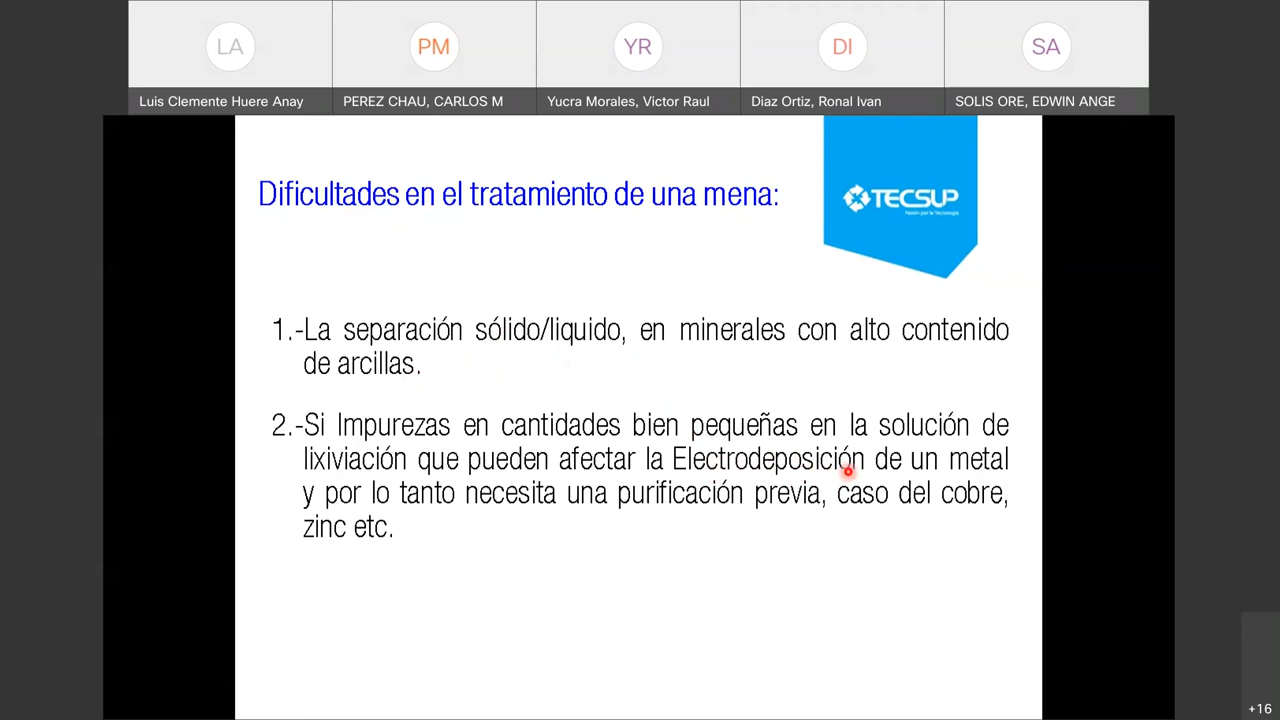 LA
PM
YR
DI
SA
Luis Clemente Huere Anay
PEREZ CHAU, CARLOS M
Yucra Morales, Victor Raul
Diaz Ortiz, Ronal Ivan
SOLIS ORE, EDWIN ANGE
Dificultades en el tratamiento de una mena:
TECSUP
Pasión por la Tecnología
1.-La separación sólido/liquido, en minerales con alto contenido
de arcillas.
2.-Si Impurezas en cantidades bien pequeñas en la solución de
lixiviación que pueden afectar la Electrodeposición de un metal
y por lo tanto necesita una purificación previa, caso del cobre,
zinc etc.
+16